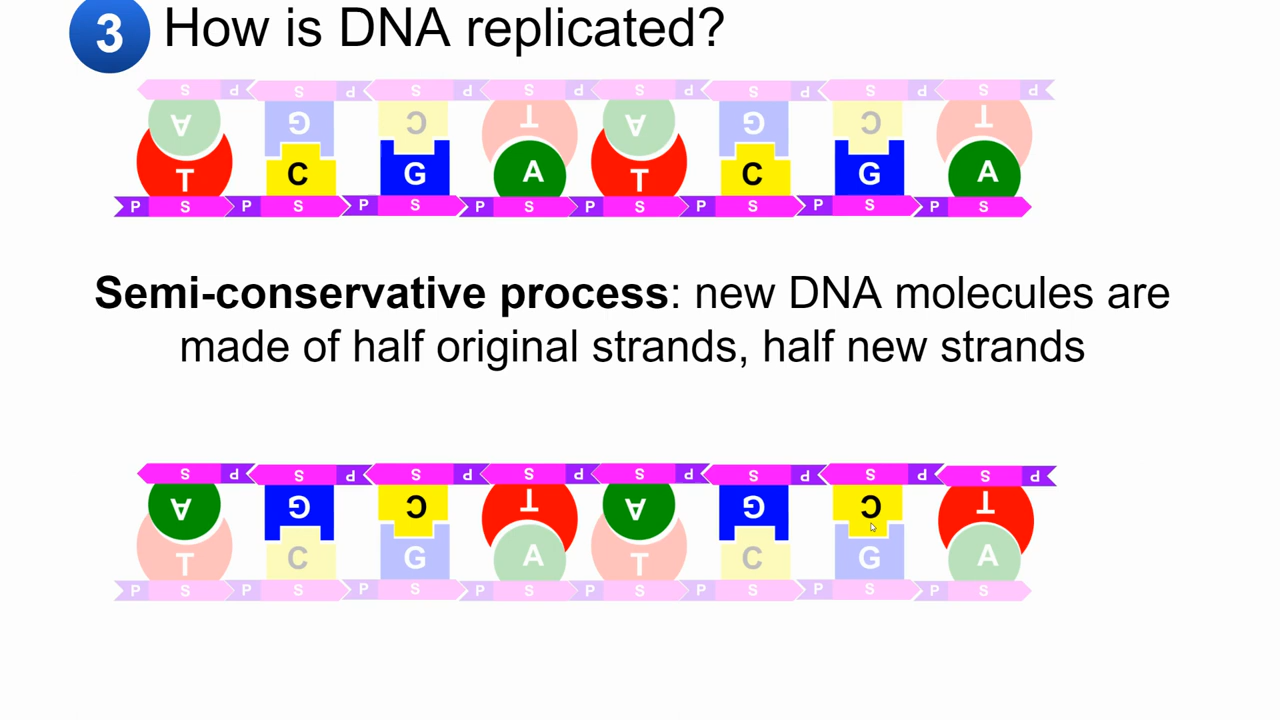 3 How is DNA replicated?
S P S P S P S P S P S P S P S P
A G C T A G C T
T C G A T C G A
P S P S P S P S P S P S P S P S
Semi-conservative process: new DNA molecules are
made of half original strands, half new strands
S P S P S P S P S P S P S P S P
A G C T A G C T
T C G A T C G A
P S P S P S P S P S P S P S P S